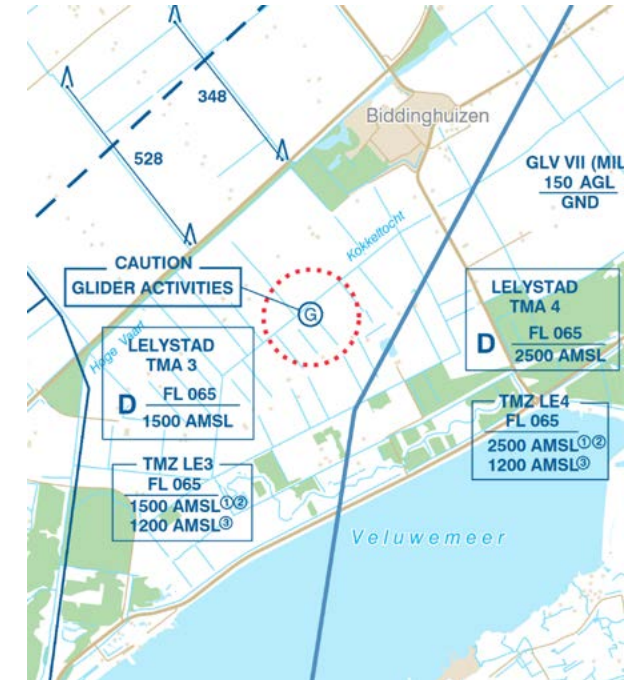 348
Biddinghuizen
528
GLV VII (MIL
150 AGL
GND
Kokkeltocht
CAUTION
GLIDER ACTIVITIES
G
Hoge Vaart
LELYSTAD
TMA 3
D FL 065
1500 AMSL
LELYSTAD
TMA 4
D FL 065
2500 AMSL
TMZ LE3
FL 065
1500 AMSL①②
1200 AMSL③
TMZ LE4
FL 065
2500 AMSL①②
1200 AMSL③
Veluwemeer